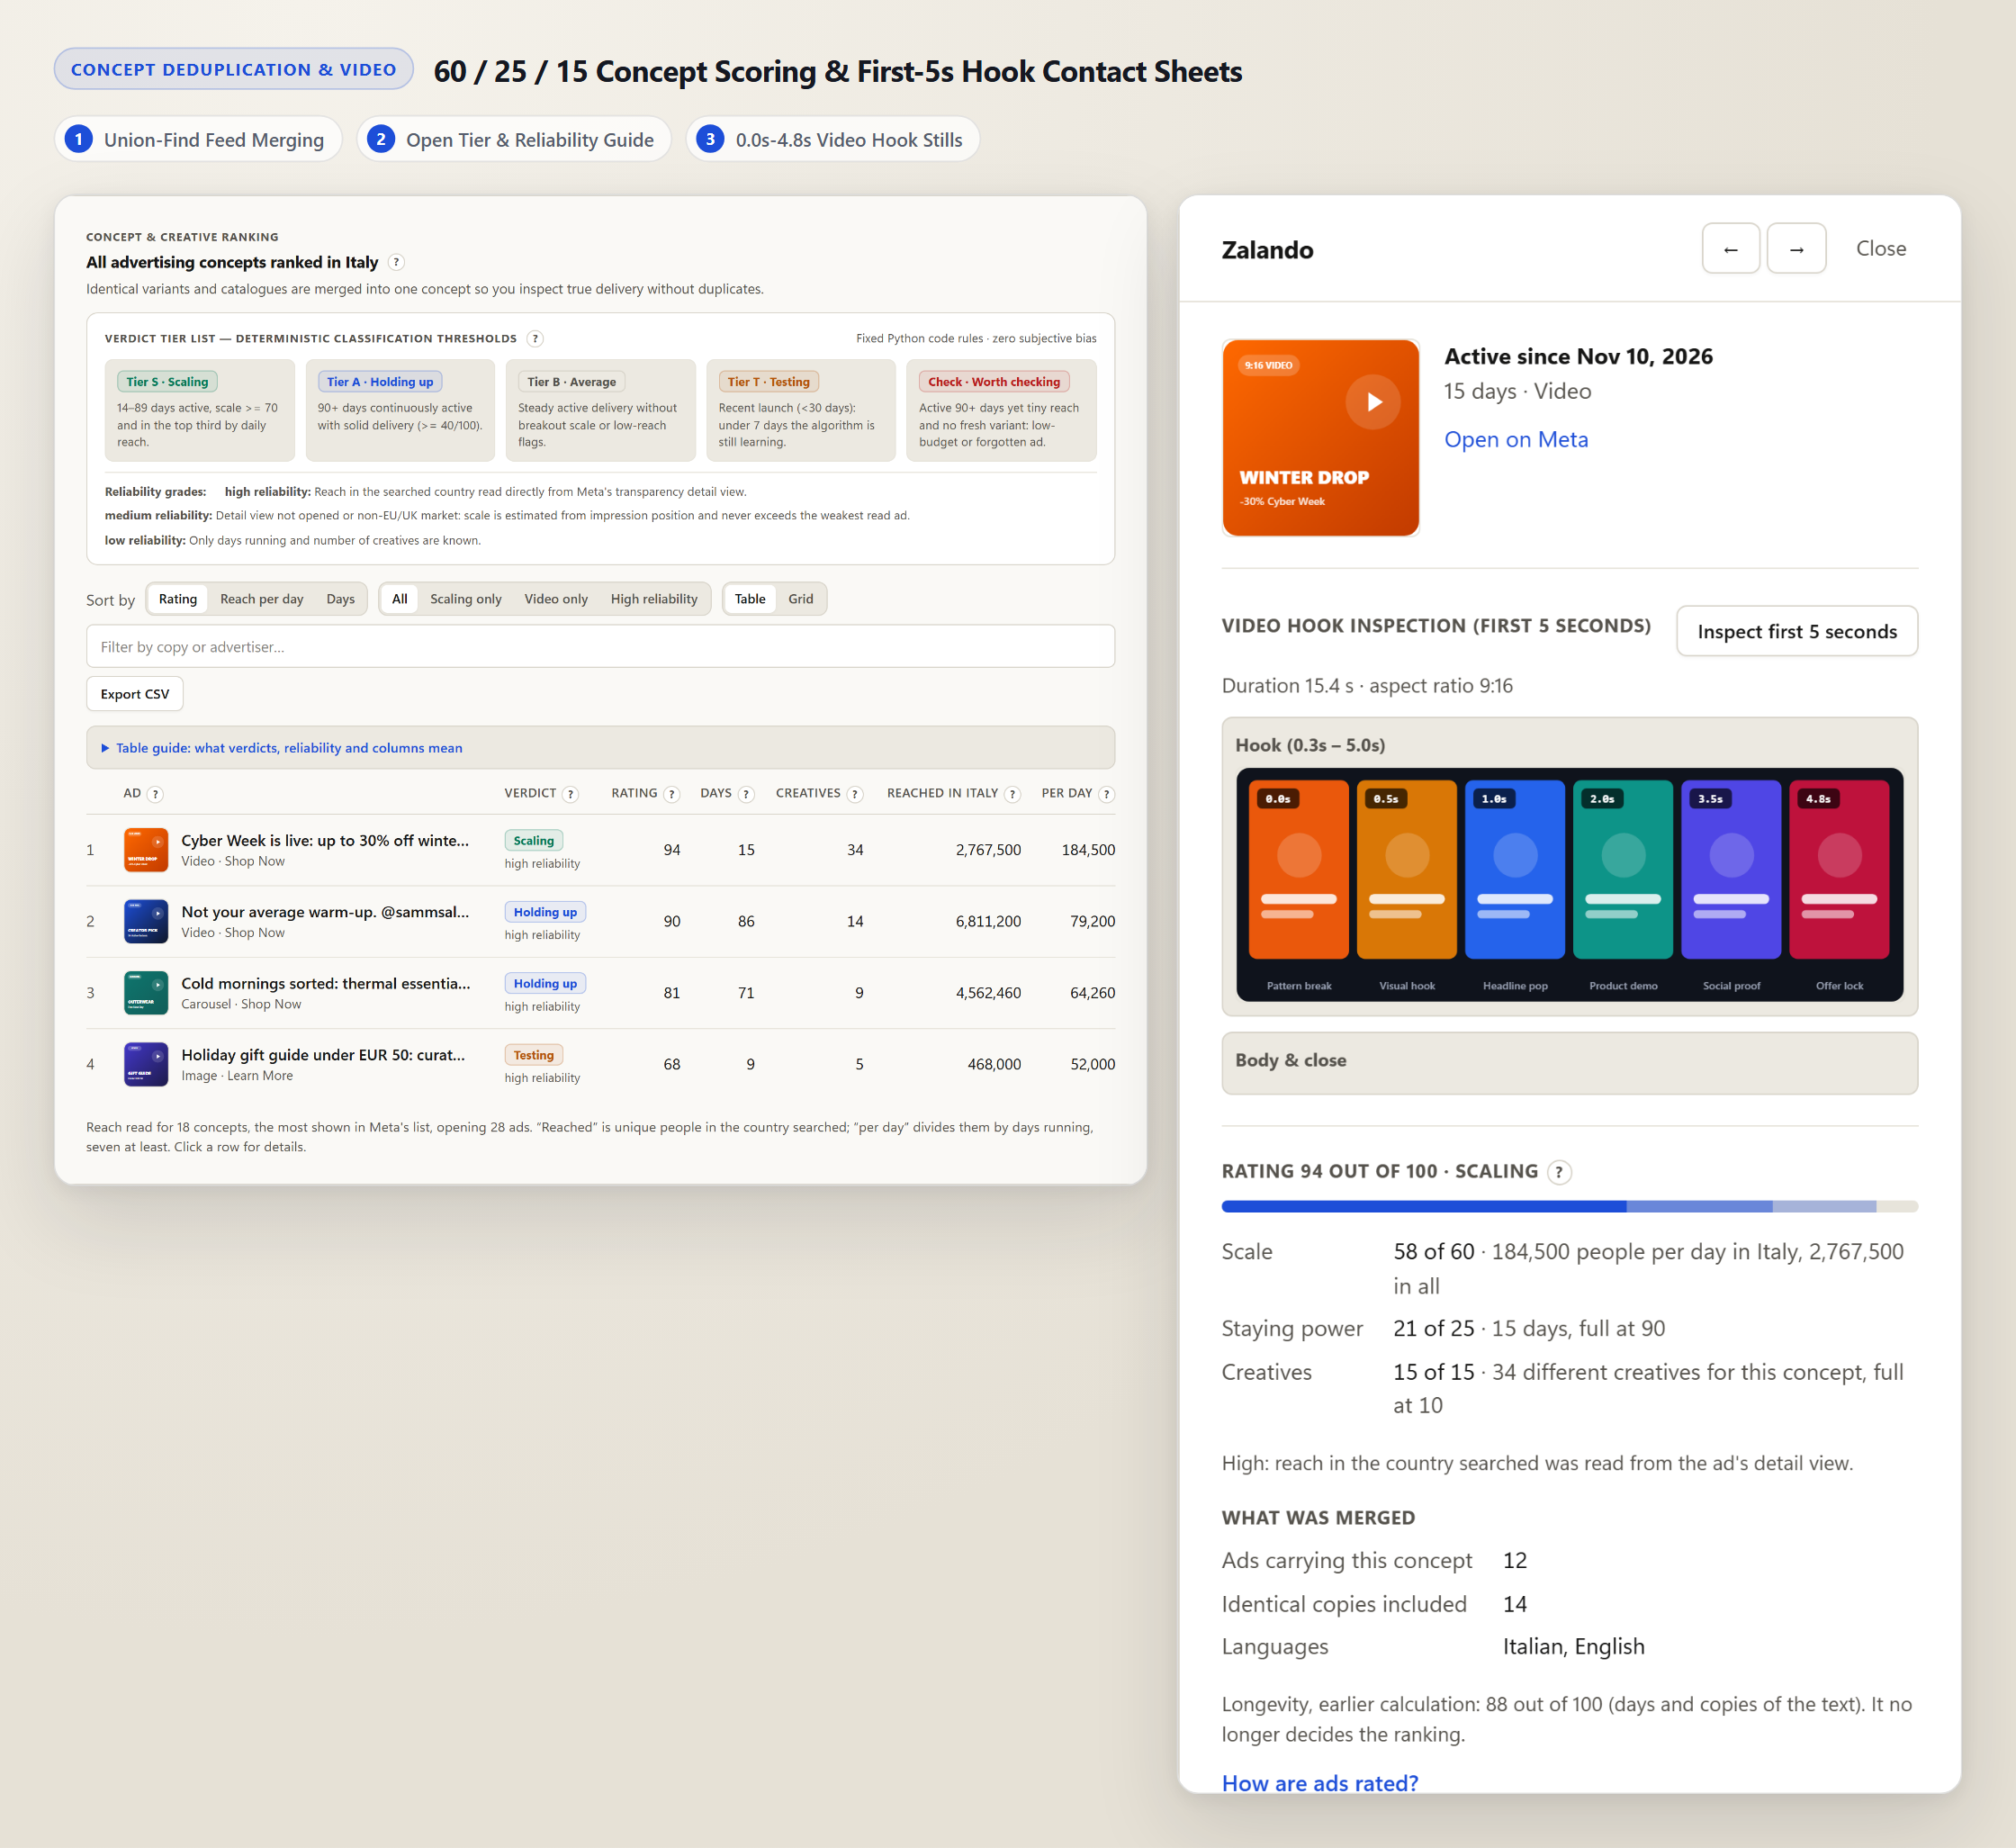 CONCEPT DEDUPLICATION & VIDEO
60 / 25 / 15 Concept Scoring & First-5s Hook Contact Sheets
1 Union-Find Feed Merging
2 Open Tier & Reliability Guide
3 0.0s-4.8s Video Hook Stills
CONCEPT & CREATIVE RANKING
All advertising concepts ranked in Italy ?
Identical variants and catalogues are merged into one concept so you inspect true delivery without duplicates.
VERDICT TIER LIST — DETERMINISTIC CLASSIFICATION THRESHOLDS ?
Fixed Python code rules · zero subjective bias
Tier S · Scaling
14–89 days active, scale >= 70
and in the top third by daily
reach.
Tier A · Holding up
90+ days continuously active
with solid delivery (>= 40/100).
Tier B · Average
Steady active delivery without
breakout scale or low-reach
flags.
Tier T · Testing
Recent launch (<30 days):
under 7 days the algorithm is
still learning.
Check · Worth checking
Active 90+ days yet tiny reach
and no fresh variant: low-
budget or forgotten ad.
Reliability grades: high reliability: Reach in the searched country read directly from Meta's transparency detail view.
medium reliability: Detail view not opened or non-EU/UK market: scale is estimated from impression position and never exceeds the weakest read ad.
low reliability: Only days running and number of creatives are known.
Sort by Rating Reach per day Days All Scaling only Video only High reliability Table Grid
Filter by copy or advertiser...
Export CSV
Table guide: what verdicts, reliability and columns mean
AD ? VERDICT ? RATING ? DAYS ? CREATIVES ? REACHED IN ITALY ? PER DAY ?
1 Cyber Week is live: up to 30% off winte... Scaling 94 15 34 2,767,500 184,500
Video · Shop Now high reliability
2 Not your average warm-up. @sammsal... Holding up 90 86 14 6,811,200 79,200
Video · Shop Now high reliability
3 Cold mornings sorted: thermal essentia... Holding up 81 71 9 4,562,460 64,260
Carousel · Shop Now high reliability
4 Holiday gift guide under EUR 50: curat... Testing 68 9 5 468,000 52,000
Image · Learn More high reliability
Reach read for 18 concepts, the most shown in Meta's list, opening 28 ads. “Reached” is unique people in the country searched; “per day” divides them by days running,
seven at least. Click a row for details.
Zalando
← → Close
9:16 VIDEO
WINTER DROP
-30% Cyber Week
Active since Nov 10, 2026
15 days · Video
Open on Meta
VIDEO HOOK INSPECTION (FIRST 5 SECONDS)
Inspect first 5 seconds
Duration 15.4 s · aspect ratio 9:16
Hook (0.3s – 5.0s)
0.0s 0.5s 1.0s 2.0s 3.5s 4.8s
Pattern break Visual hook Headline pop Product demo Social proof Offer lock
Body & close
RATING 94 OUT OF 100 · SCALING ?
Scale 58 of 60 · 184,500 people per day in Italy, 2,767,500
in all
Staying power 21 of 25 · 15 days, full at 90
Creatives 15 of 15 · 34 different creatives for this concept, full
at 10
High: reach in the country searched was read from the ad's detail view.
WHAT WAS MERGED
Ads carrying this concept 12
Identical copies included 14
Languages Italian, English
Longevity, earlier calculation: 88 out of 100 (days and copies of the text). It no
longer decides the ranking.
How are ads rated?